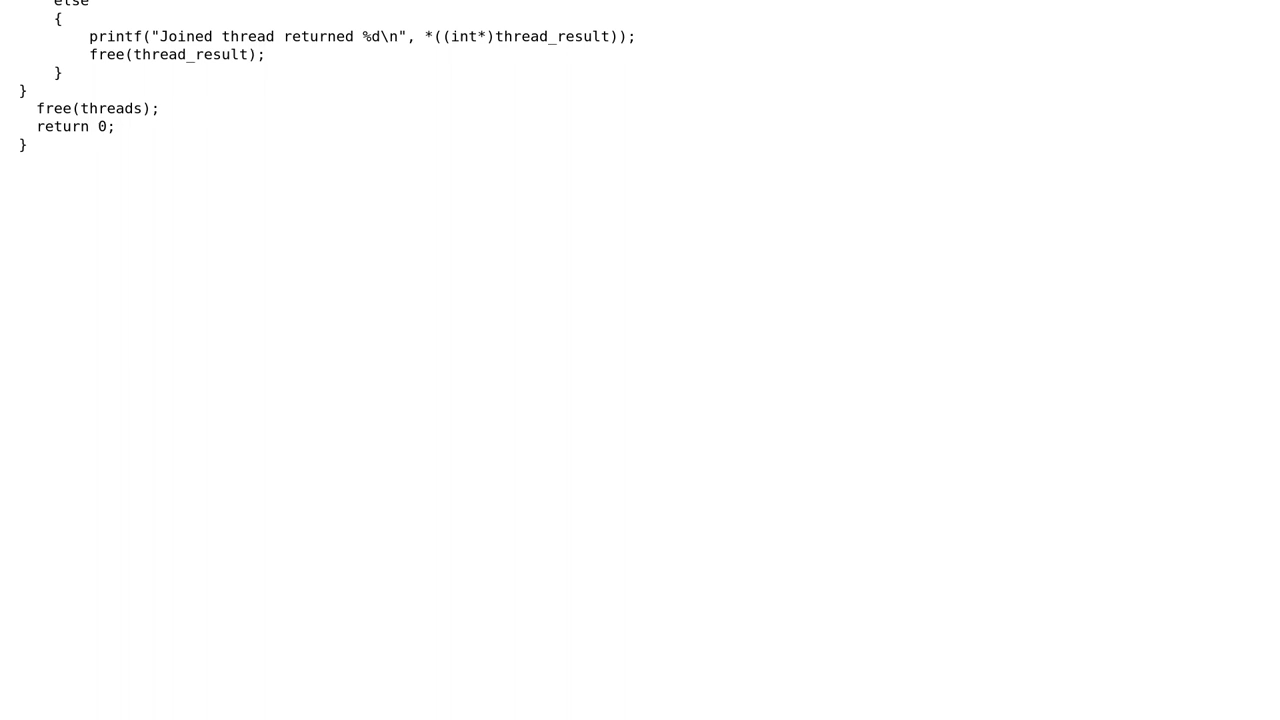 else
    {
        printf("Joined thread returned %d\n", *((int*)thread_result));
        free(thread_result);
    }
}
  free(threads);
  return 0;
}